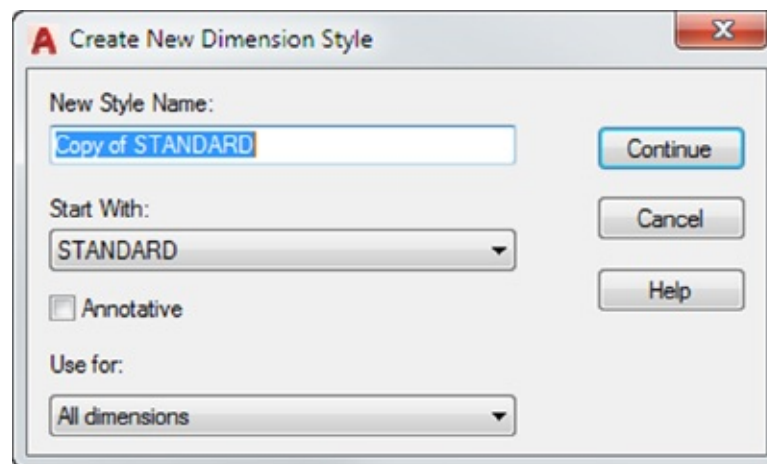 Create New Dimension Style
New Style Name:
Copy of STANDARD
Continue
Start With:
STANDARD
Cancel
Annotative
Help
Use for:
All dimensions